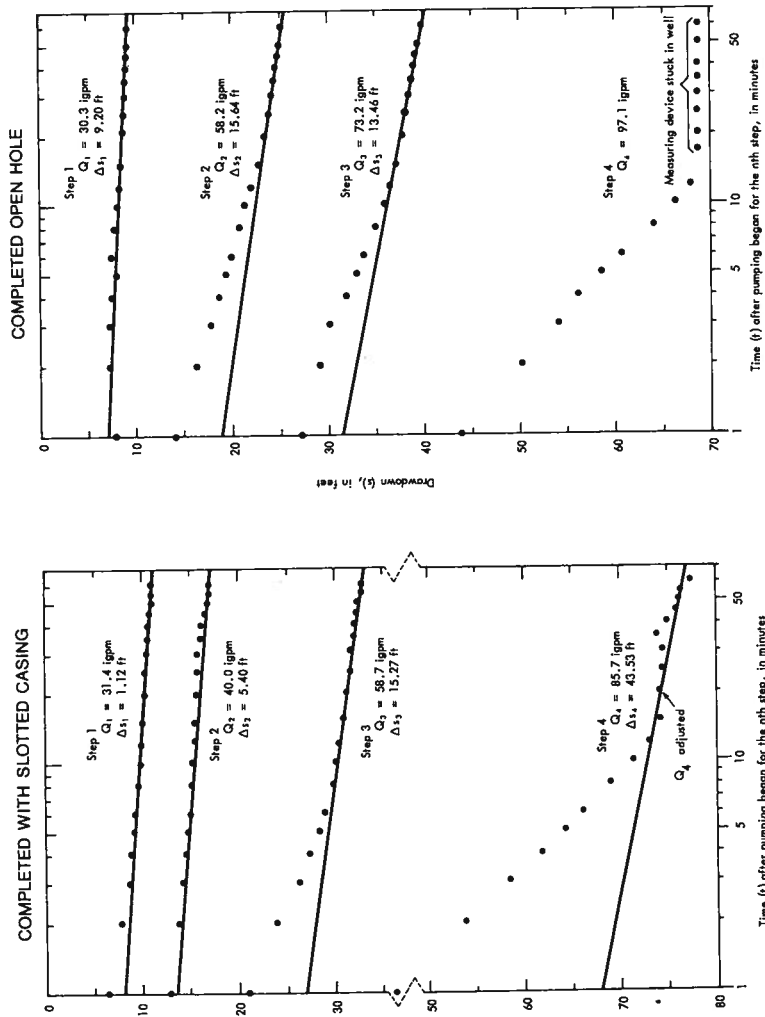 COMPLETED WITH SLOTTED CASING
0
10
20
30
50
60
70
80
Step 1
Q₁ = 31.4 igpm
Δs₁ = 1.12 ft
Step 2
Q₂ = 40.0 igpm
Δs₂ = 5.40 ft
Step 3
Q₃ = 58.7 igpm
Δs₃ = 15.27 ft
Step 4
Q₄ = 85.7 igpm
Δs₄ = 43.53 ft
Q₄ adjusted
1
5
10
50
Time (t) after pumping began for the nth step, in minutes
COMPLETED OPEN HOLE
Drawdown (s), in feet
0
10
20
30
40
50
60
70
Step 1
Q₁ = 30.3 igpm
Δs₁ = 9.20 ft
Step 2
Q₂ = 58.2 igpm
Δs₂ = 15.64 ft
Step 3
Q₃ = 73.2 igpm
Δs₃ = 13.46 ft
Step 4
Q₄ = 97.1 igpm
Measuring device stuck in well
1
5
10
50
Time (t) after pumping began for the nth step, in minutes